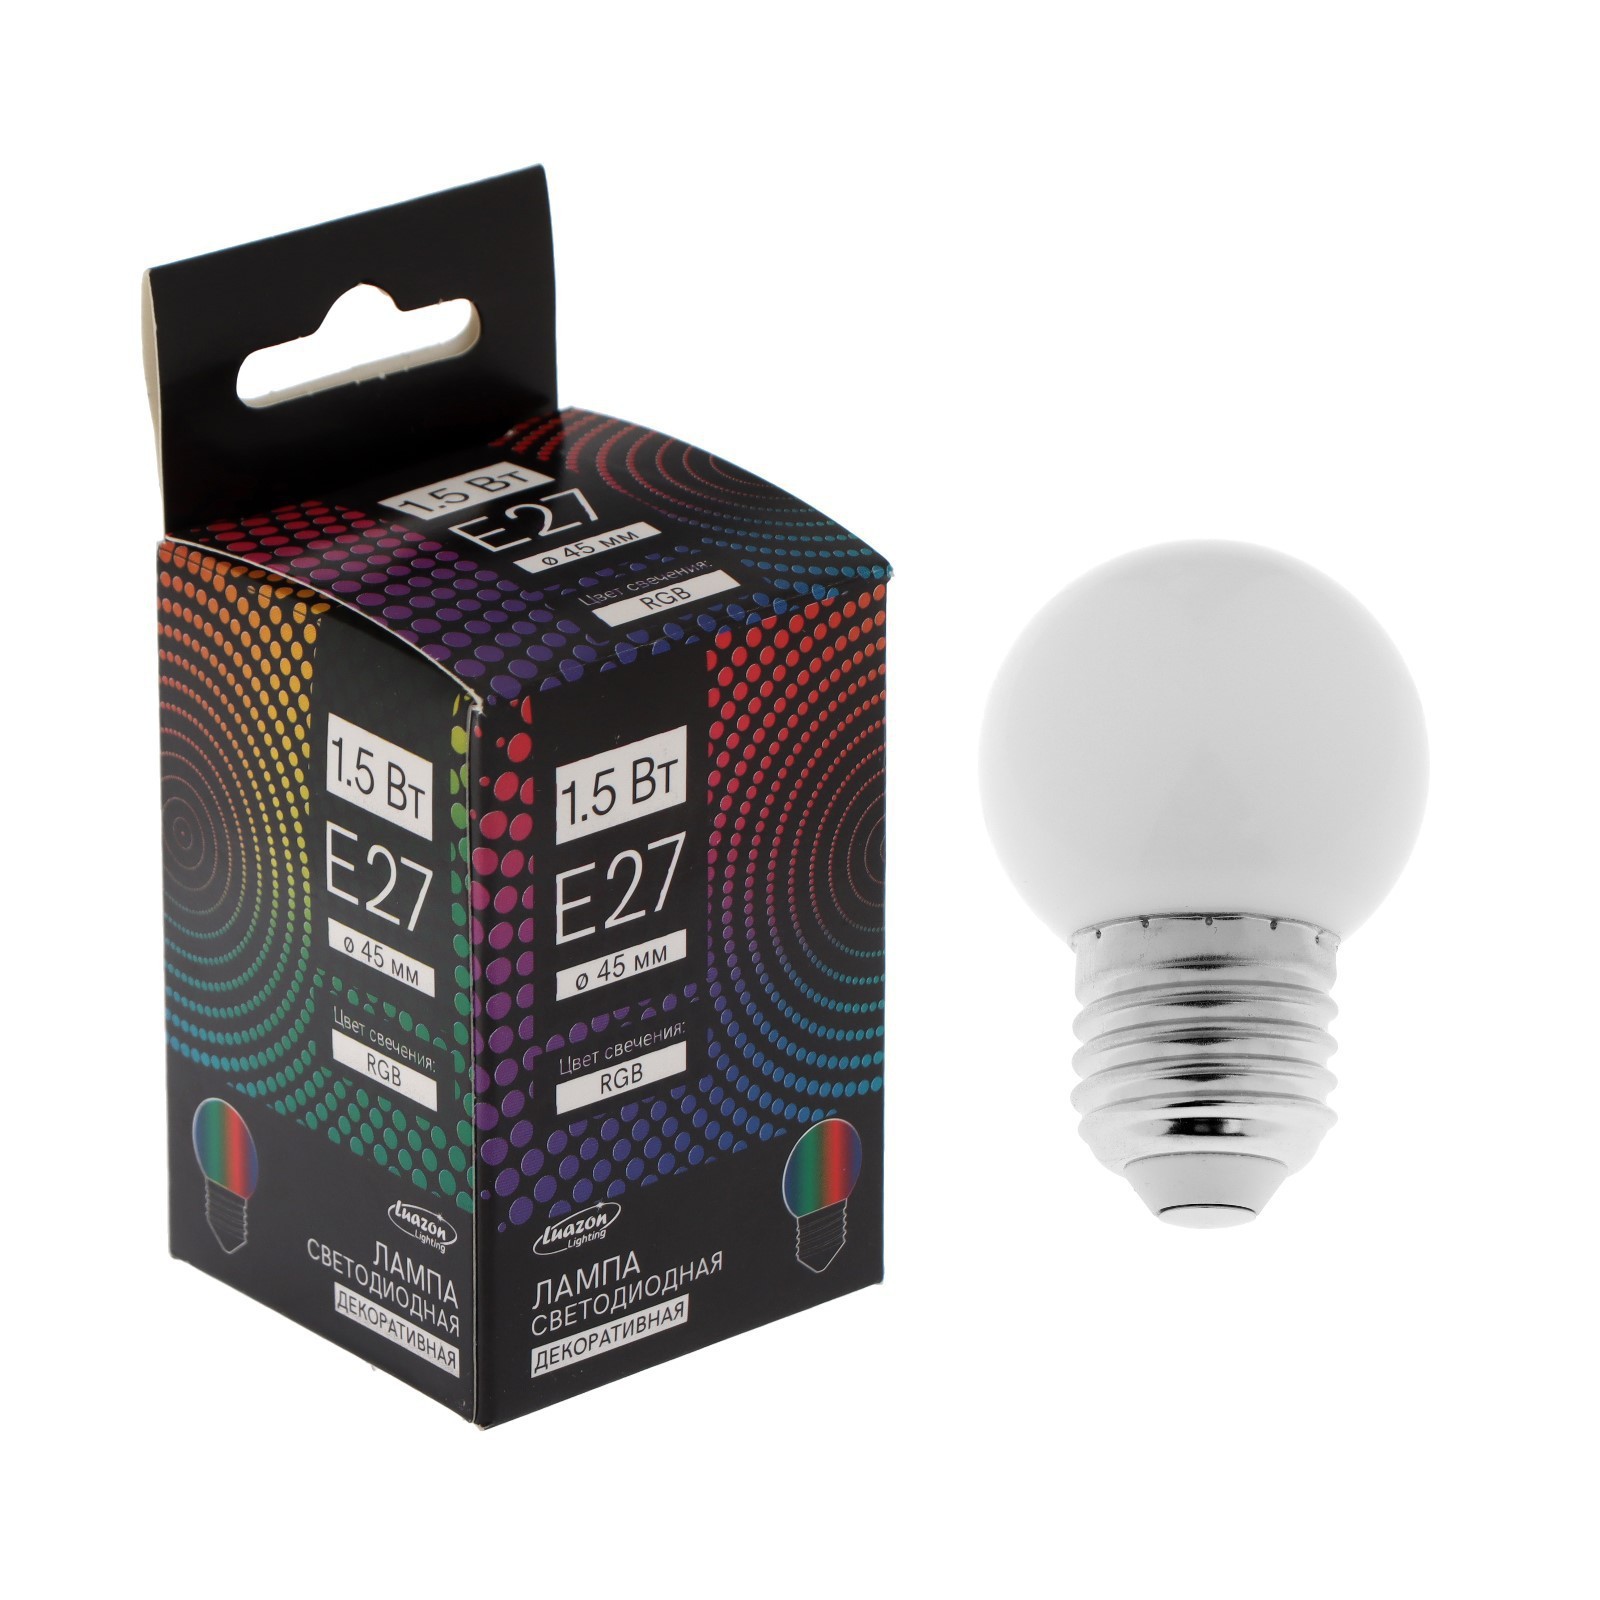 1.5 Вт
E27
ø 45 мм
Цвет свечения:
RGB
1.5 Вт
E27
ø 45 мм
Цвет свечения:
RGB
Luazon
Lighting
ЛАМПА
СВЕТОДИОДНАЯ
ДЕКОРАТИВНАЯ
1.5 Вт
E27
ø 45 мм
Цвет свечения:
RGB
Luazon
Lighting
ЛАМПА
СВЕТОДИОДНАЯ
ДЕКОРАТИВНАЯ